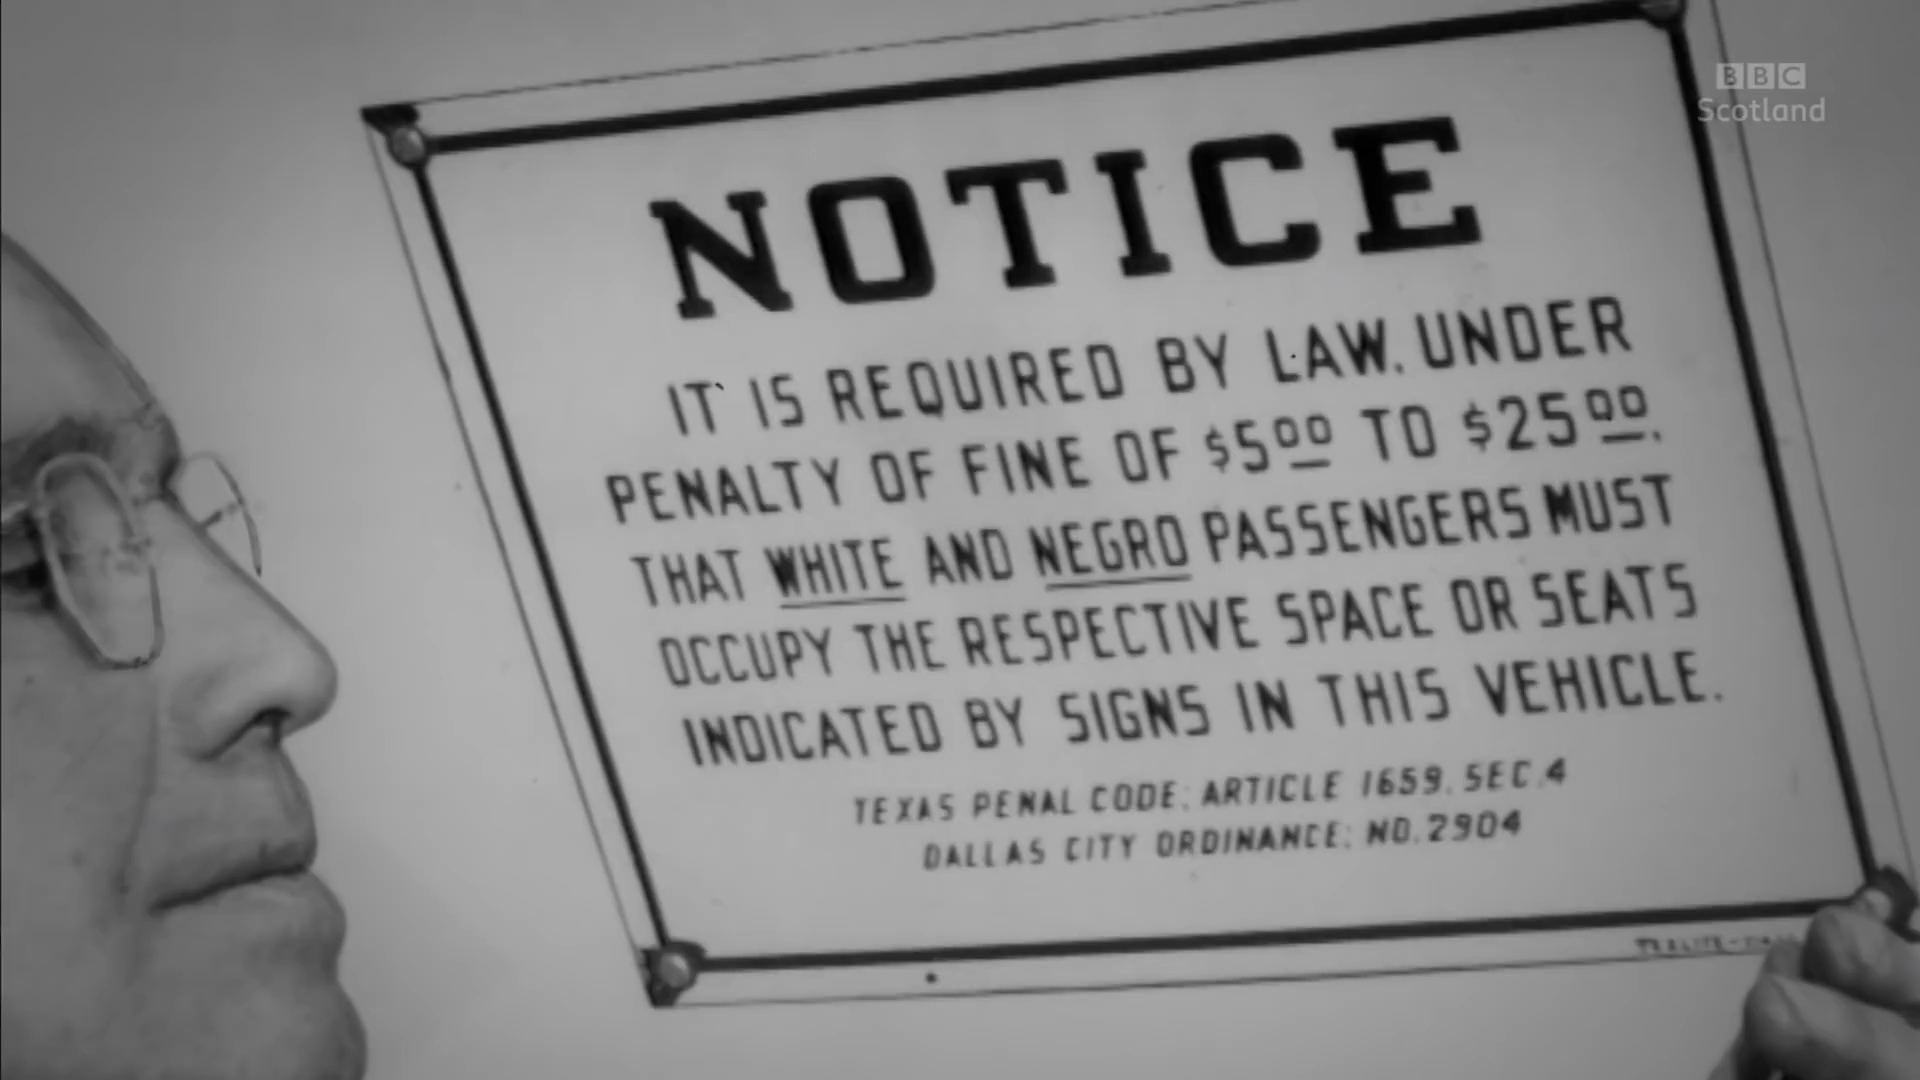 BBC
Scotland
NOTICE
IT IS REQUIRED BY LAW, UNDER
PENALTY OF FINE OF $5.00 TO $25.00,
THAT WHITE AND NEGRO PASSENGERS MUST
OCCUPY THE RESPECTIVE SPACE OR SEATS
INDICATED BY SIGNS IN THIS VEHICLE.
TEXAS PENAL CODE: ARTICLE 1659, SEC.4
DALLAS CITY ORDINANCE: NO. 2904